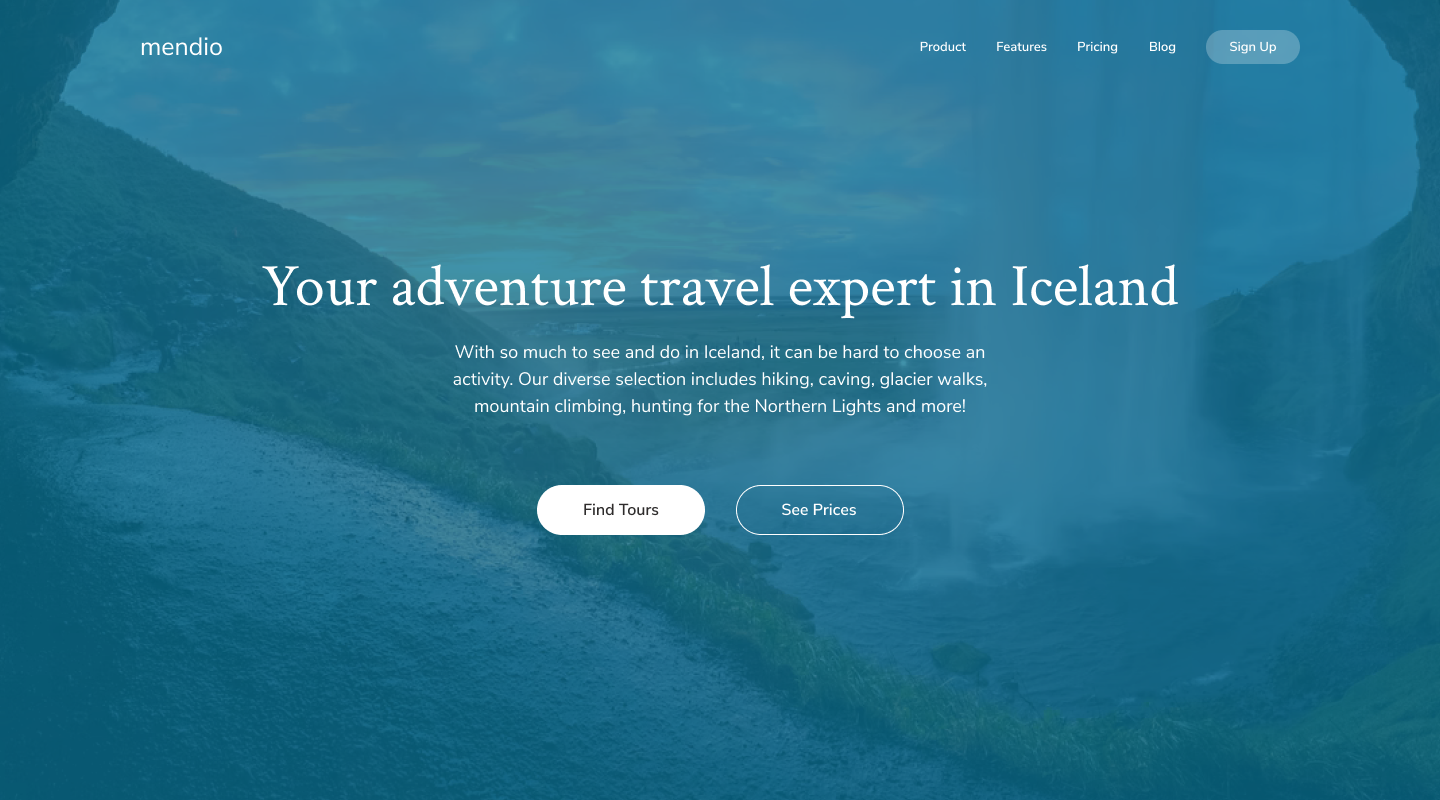 mendio
Product Features Pricing Blog Sign Up
Your adventure travel expert in Iceland
With so much to see and do in Iceland, it can be hard to choose an
activity. Our diverse selection includes hiking, caving, glacier walks,
mountain climbing, hunting for the Northern Lights and more!
Find Tours See Prices